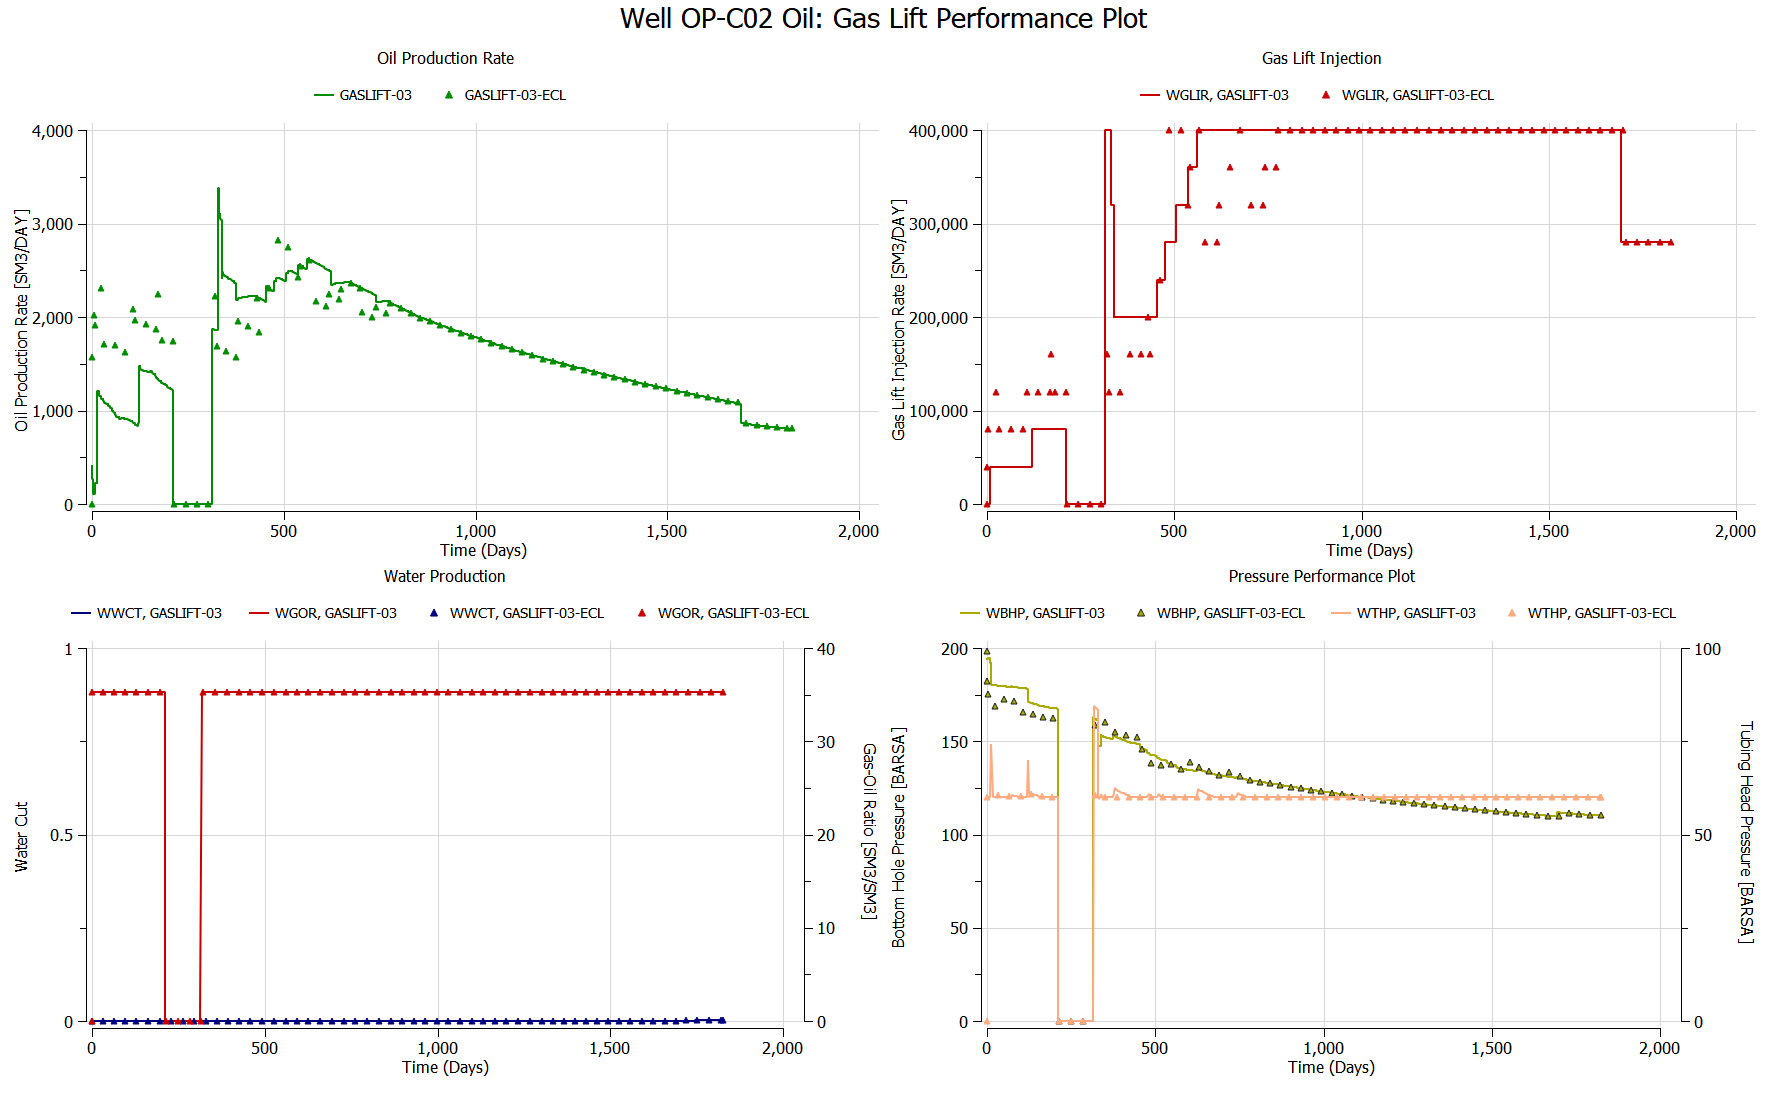 Well OP-C02 Oil: Gas Lift Performance Plot
Oil Production Rate
GASLIFT-03 GASLIFT-03-ECL
4,000
3,000
2,000
1,000
0
Oil Production Rate [SM3/DAY]
0 500 1,000 1,500 2,000
Time (Days)
Gas Lift Injection
WGLIR, GASLIFT-03 WGLIR, GASLIFT-03-ECL
400,000
300,000
200,000
100,000
0
Gas Lift Injection Rate [SM3/DAY]
0 500 1,000 1,500 2,000
Time (Days)
Water Production
WWCT, GASLIFT-03 WGOR, GASLIFT-03 WWCT, GASLIFT-03-ECL WGOR, GASLIFT-03-ECL
1
0.5
0
Water Cut
40
30
20
10
0
Gas-Oil Ratio [SM3/SM3]
0 500 1,000 1,500 2,000
Time (Days)
Pressure Performance Plot
WBHP, GASLIFT-03 WBHP, GASLIFT-03-ECL WTHP, GASLIFT-03 WTHP, GASLIFT-03-ECL
200
150
100
50
0
Bottom Hole Pressure [BARSA]
100
50
0
Tubing Head Pressure [BARSA]
0 500 1,000 1,500 2,000
Time (Days)